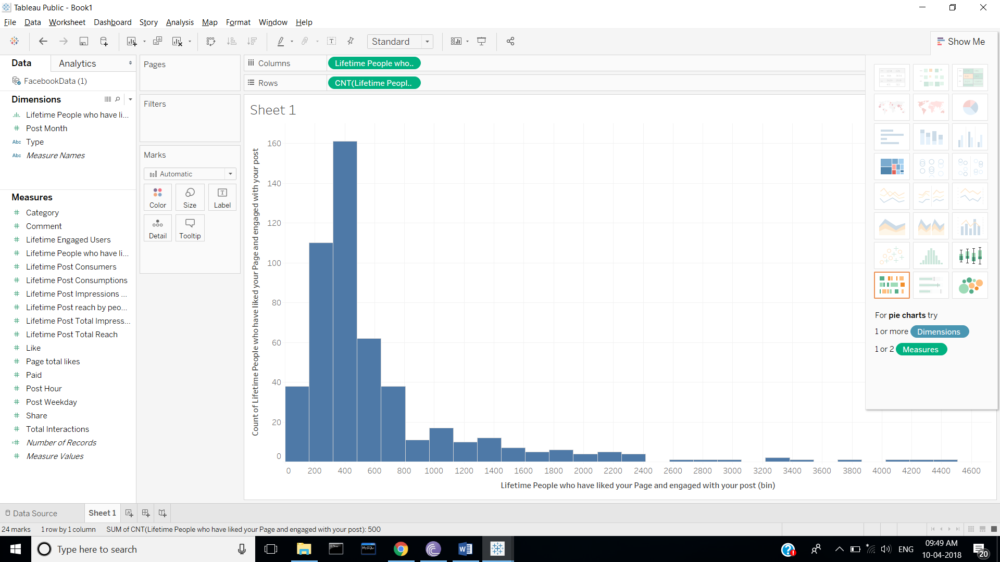 Tableau Public - Book1
File Data Worksheet Dashboard Story Analysis Map Format Window Help
Standard
Show Me
Data Analytics
FacebookData (1)
Dimensions
Lifetime People who have li...
Post Month
Abc Type
Abc Measure Names
Measures
Category
Comment
Lifetime Engaged Users
Lifetime People who have li...
Lifetime Post Consumers
Lifetime Post Consumptions
Lifetime Post Impressions ...
Lifetime Post reach by peo...
Lifetime Post Total Impress...
Lifetime Post Total Reach
Like
Page total likes
Paid
Post Hour
Post Weekday
Share
Total Interactions
Number of Records
Measure Values
Pages
Filters
Marks
Automatic
Color Size Label
Detail Tooltip
Columns Lifetime People who..
Rows CNT(Lifetime Peopl..
Sheet 1
Count of Lifetime People who have liked your Page and engaged with your post
160
140
120
100
80
60
40
20
0
0 200 400 600 800 1000 1200 1400 1600 1800 2000 2200 2400 2600 2800 3000 3200 3400 3600 3800 4000 4200 4400 4600
Lifetime People who have liked your Page and engaged with your post (bin)
For pie charts try
1 or more Dimensions
1 or 2 Measures
Data Source Sheet 1
24 marks 1 row by 1 column SUM of CNT(Lifetime People who have liked your Page and engaged with your post): 500
Type here to search
ENG
09:49 AM
10-04-2018
20